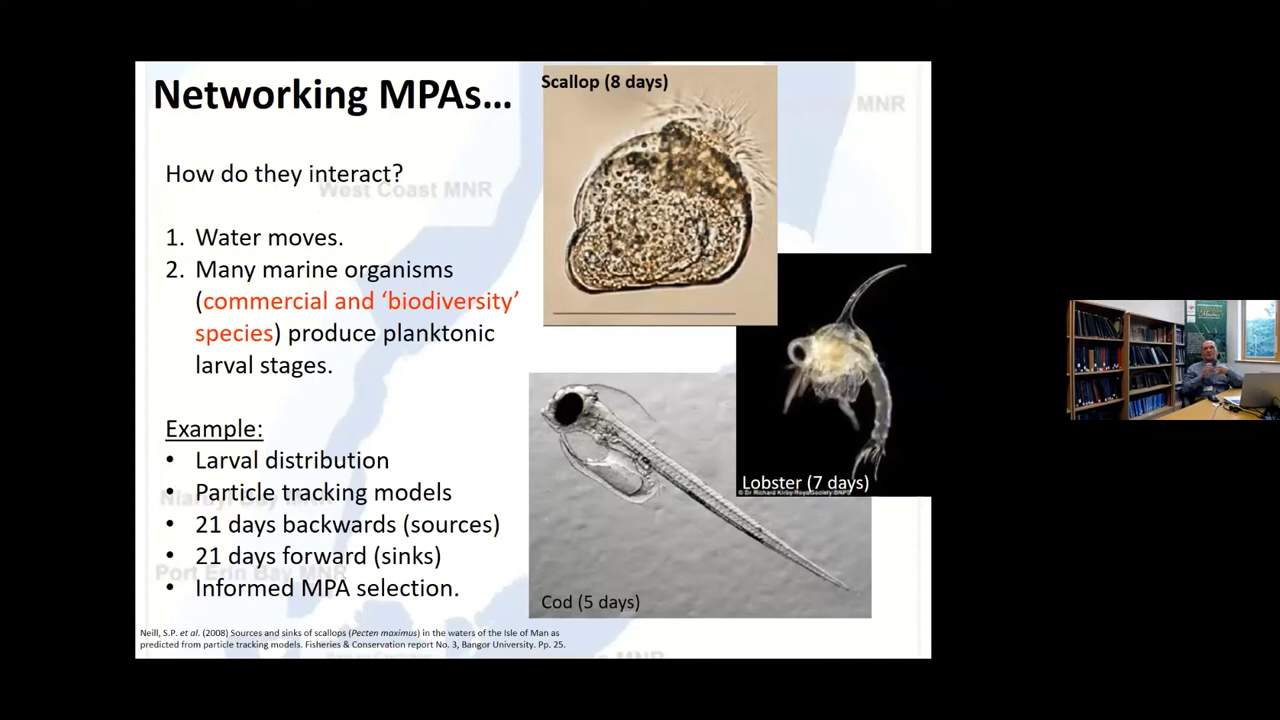 Networking MPAs...
Scallop (8 days)
How do they interact?
West Coast MNR
1. Water moves.
2. Many marine organisms
(commercial and ‘biodiversity’
species) produce planktonic
larval stages.
Example:
• Larval distribution
• Particle tracking models
• 21 days backwards (sources)
• 21 days forward (sinks)
Port Erin Bay MNR
• Informed MPA selection.
Lobster (7 days)
Cod (5 days)
Neill, S.P. et al. (2008) Sources and sinks of scallops (Pecten maximus) in the waters of the Isle of Man as
predicted from particle tracking models. Fisheries & Conservation report No. 3, Bangor University. Pp. 25.
MNR